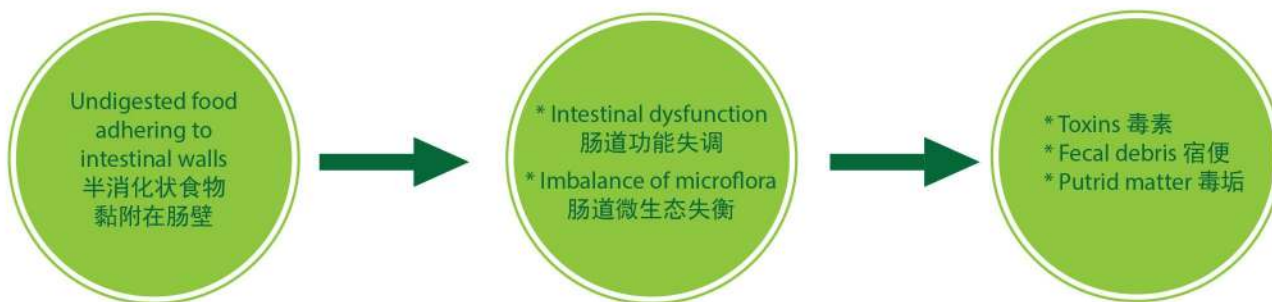 Undigested food
adhering to
intestinal walls
半消化状食物
黏附在肠壁
* Intestinal dysfunction
肠道功能失调
* Imbalance of microflora
肠道微生态失衡
* Toxins 毒素
* Fecal debris 宿便
* Putrid matter 毒垢